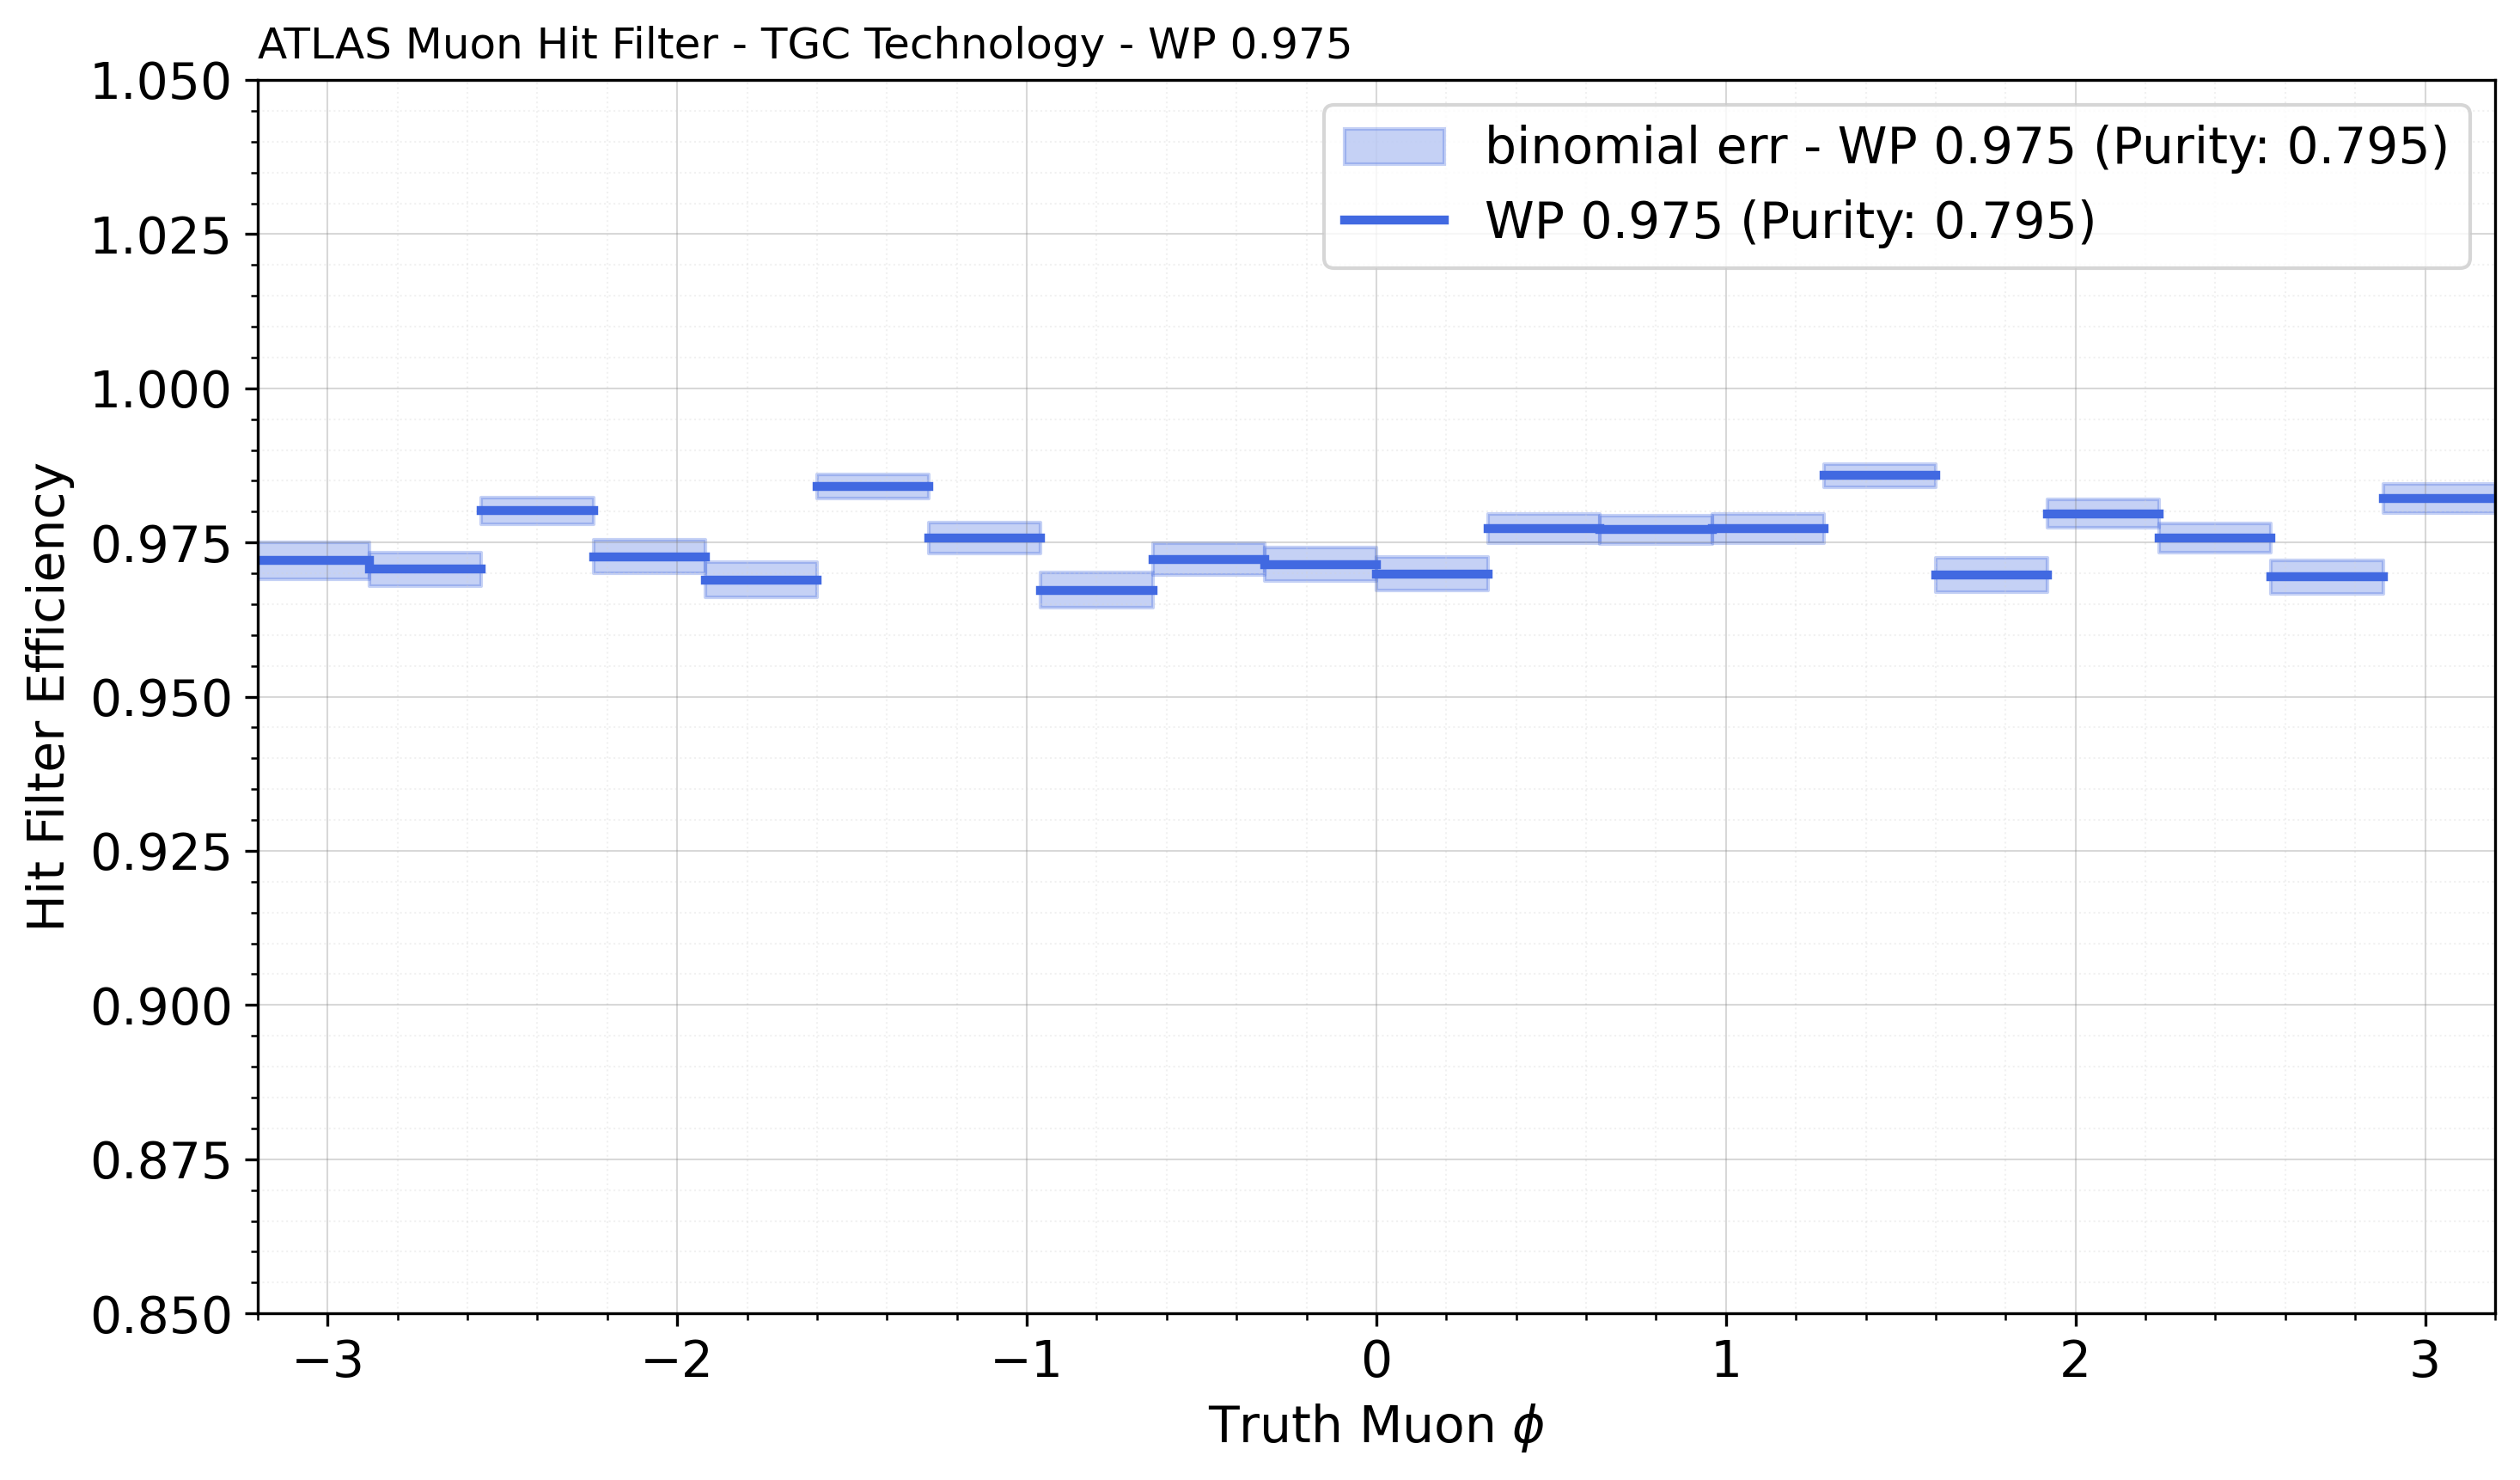 ATLAS Muon Hit Filter - TGC Technology - WP 0.975
1.050
1.025
1.000
0.975
0.950
0.925
0.900
0.875
0.850
Hit Filter Efficiency
binomial err - WP 0.975 (Purity: 0.795)
WP 0.975 (Purity: 0.795)
−3 −2 −1 0 1 2 3
Truth Muon ϕ